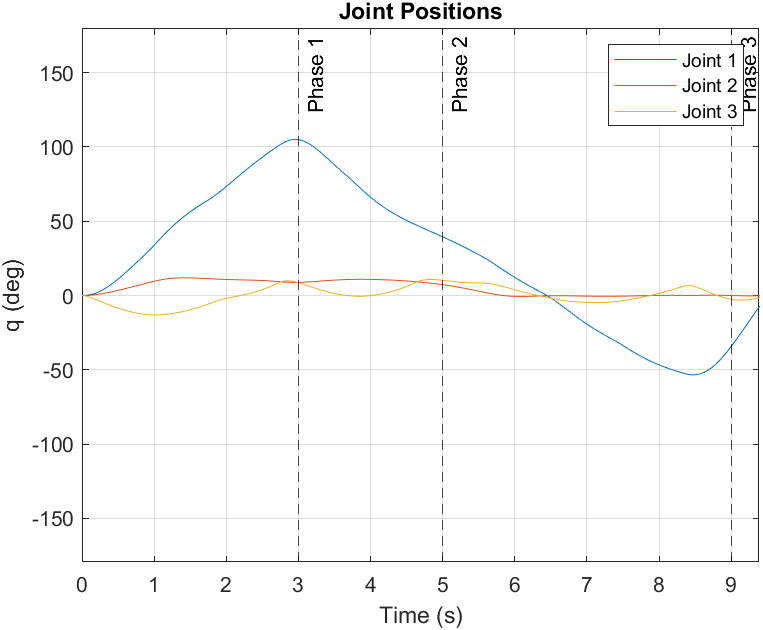 Joint Positions
Phase 1
Phase 2
Phase 3
Joint 1
Joint 2
Joint 3
q (deg)
150
100
50
0
-50
-100
-150
0 1 2 3 4 5 6 7 8 9
Time (s)